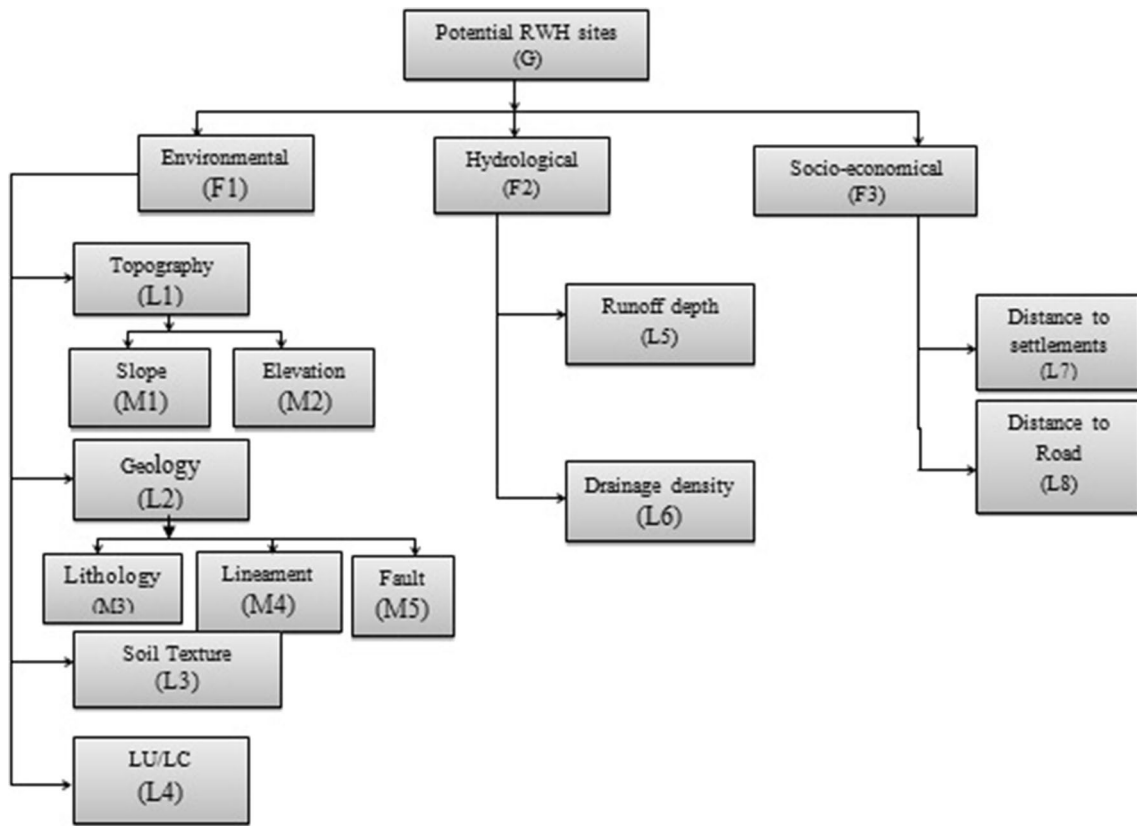 Potential RWH sites
(G)
Environmental
(F1)
Hydrological
(F2)
Socio-economical
(F3)
Topography
(L1)
Slope
(M1)
Elevation
(M2)
Geology
(L2)
Lithology
(M3)
Lineament
(M4)
Fault
(M5)
Soil Texture
(L3)
LU/LC
(L4)
Runoff depth
(L5)
Drainage density
(L6)
Distance to
settlements
(L7)
Distance to
Road
(L8)